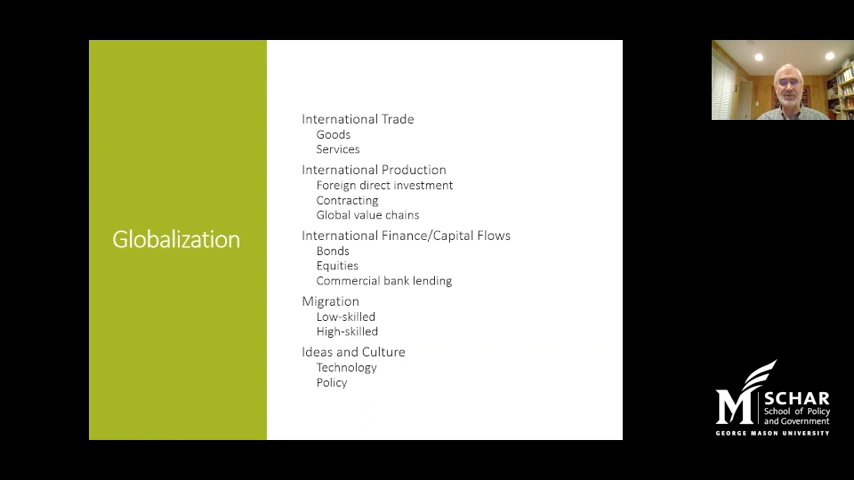 Globalization
International Trade
Goods
Services
International Production
Foreign direct investment
Contracting
Global value chains
International Finance/Capital Flows
Bonds
Equities
Commercial bank lending
Migration
Low-skilled
High-skilled
Ideas and Culture
Technology
Policy
M SCHAR
School of Policy
and Government
GEORGE MASON UNIVERSITY